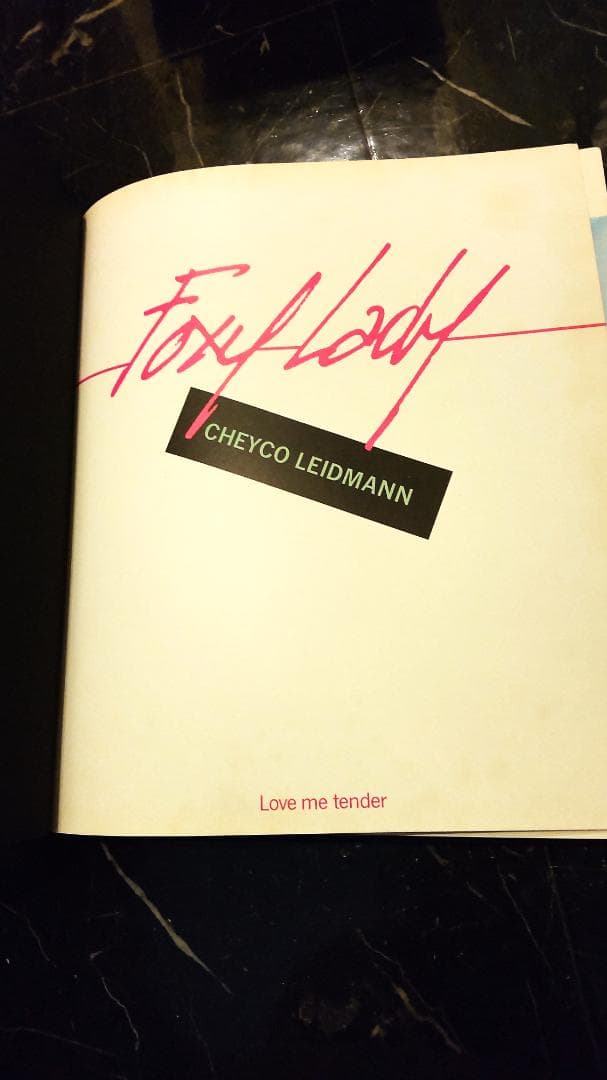 Foxy Lady
CHEYCO LEIDMANN
Love me tender